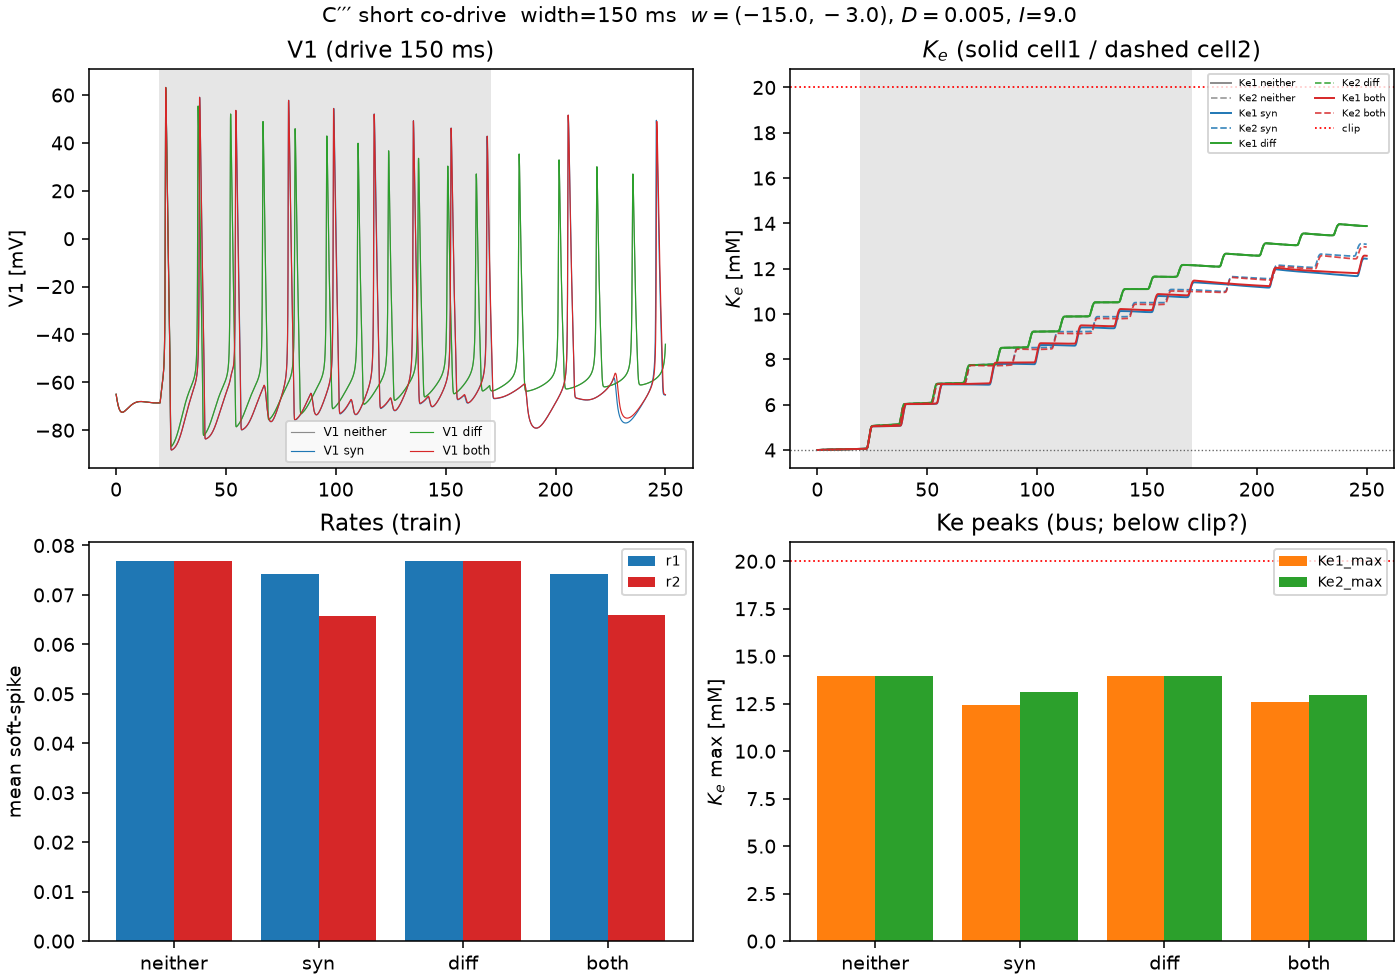 C′′′ short co-drive  width=150 ms  w = (−15.0, −3.0), D = 0.005, I=9.0
V1 (drive 150 ms)
V1 [mV]
60
40
20
0
−20
−40
−60
−80
0 50 100 150 200 250
V1 neither
V1 syn
V1 diff
V1 both
Ke (solid cell1 / dashed cell2)
Ke [mM]
20
18
16
14
12
10
8
6
4
0 50 100 150 200 250
Ke1 neither
Ke2 neither
Ke1 syn
Ke2 syn
Ke1 diff
Ke2 diff
Ke1 both
Ke2 both
clip
Rates (train)
mean soft-spike
0.08
0.07
0.06
0.05
0.04
0.03
0.02
0.01
0.00
neither syn diff both
r1
r2
Ke peaks (bus; below clip?)
Ke max [mM]
20.0
17.5
15.0
12.5
10.0
7.5
5.0
2.5
0.0
neither syn diff both
Ke1_max
Ke2_max